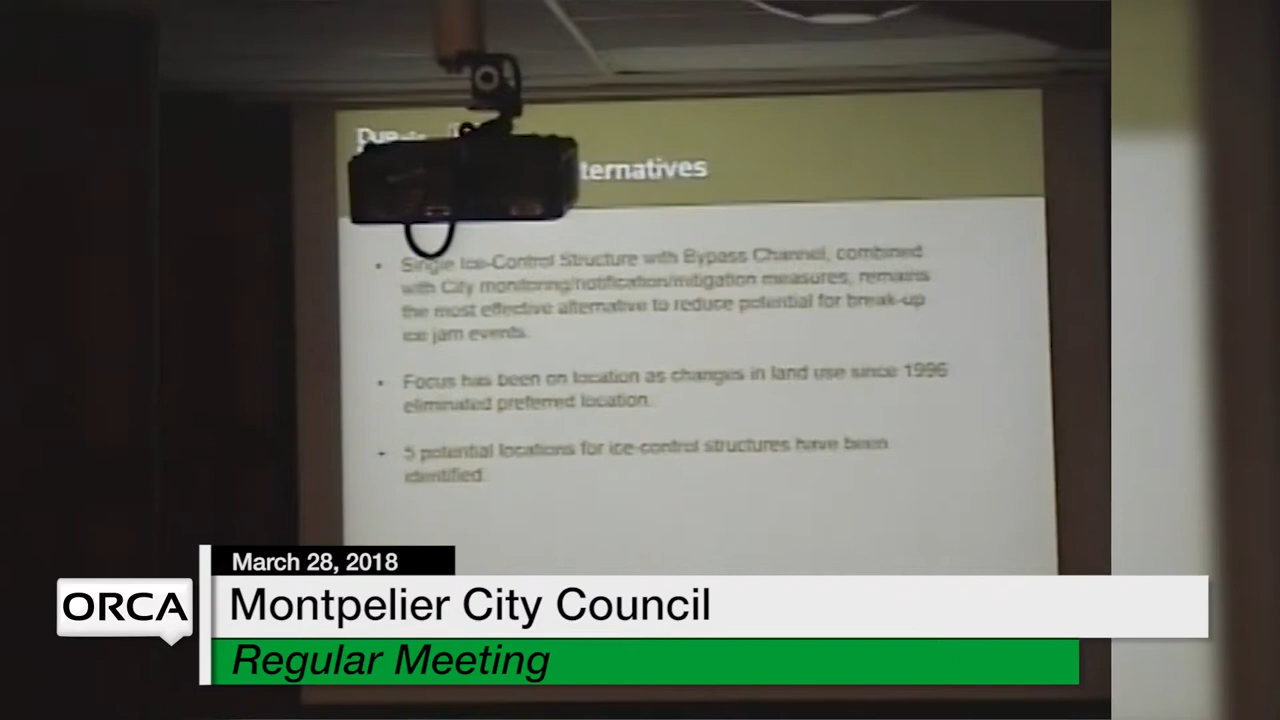 ternatives
• Single Ice-Control Structure with Bypass Channel, combined
with City monitoring/notification/mitigation measures, remains
the most effective alternative to reduce potential for break-up
ice jam events.
• Focus has been on location as changes in land use since 1996
eliminated preferred location.
• 5 potential locations for ice-control structures have been
identified.
March 28, 2018
ORCA
Montpelier City Council
Regular Meeting